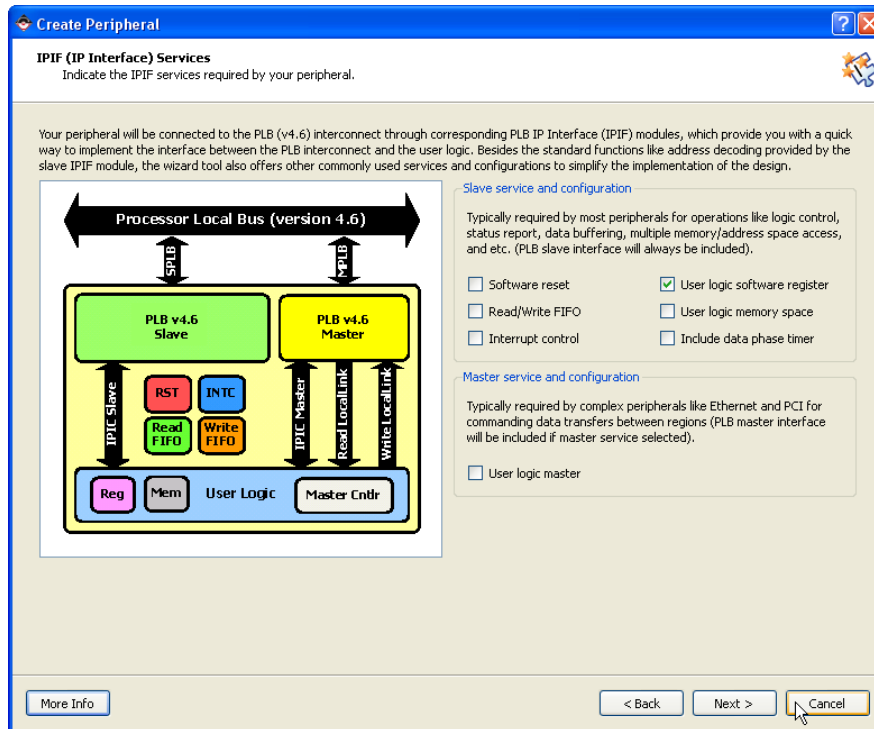 Create Peripheral
IPIF (IP Interface) Services
Indicate the IPIF services required by your peripheral.
Your peripheral will be connected to the PLB (v4.6) interconnect through corresponding PLB IP Interface (IPIF) modules, which provide you with a quick
way to implement the interface between the PLB interconnect and the user logic. Besides the standard functions like address decoding provided by the
slave IPIF module, the wizard tool also offers other commonly used services and configurations to simplify the implementation of the design.
Processor Local Bus (version 4.6)
SPLB
MPLB
PLB v4.6
Slave
PLB v4.6
Master
IPIC Slave
RST
INTC
Read
FIFO
Write
FIFO
IPIC Master
Read LocalLink
Write LocalLink
Reg
Mem
User Logic
Master Cntlr
Slave service and configuration
Typically required by most peripherals for operations like logic control,
status report, data buffering, multiple memory/address space access,
and etc. (PLB slave interface will always be included).
Software reset
User logic software register
Read/Write FIFO
User logic memory space
Interrupt control
Include data phase timer
Master service and configuration
Typically required by complex peripherals like Ethernet and PCI for
commanding data transfers between regions (PLB master interface
will be included if master service selected).
User logic master
More Info
< Back
Next >
Cancel